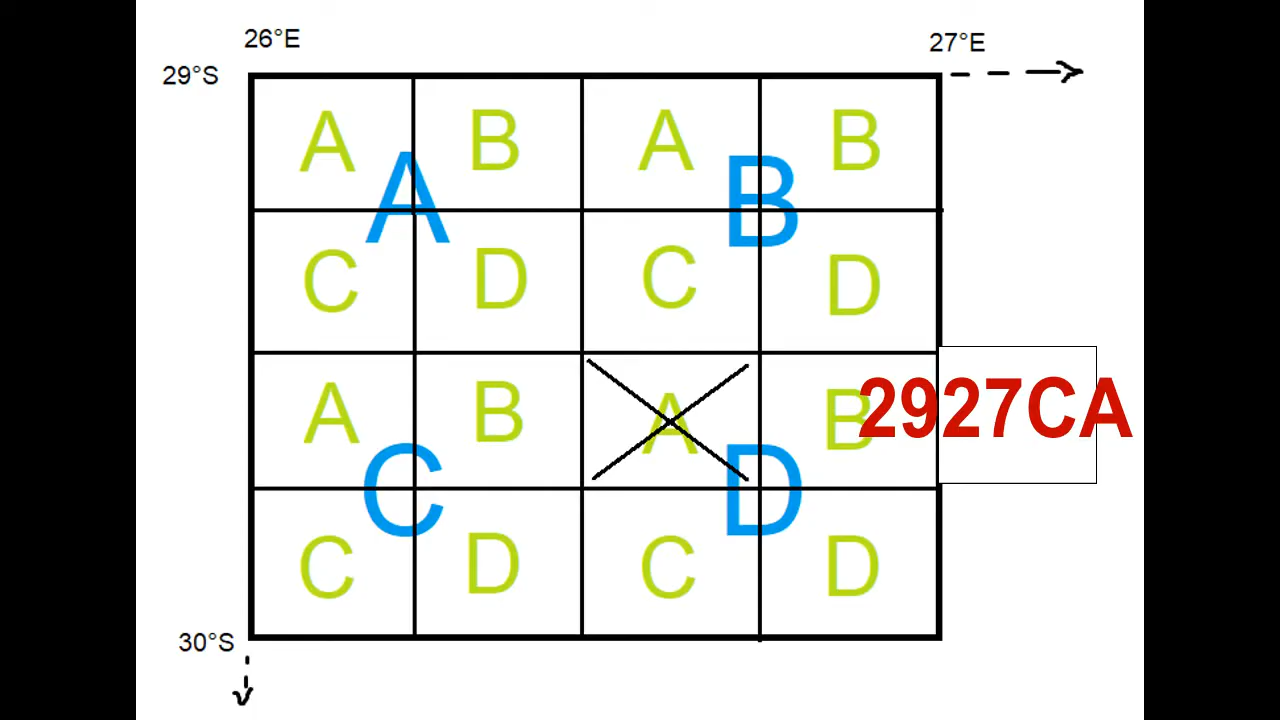 26°E
27°E
29°S
A B A B
A B
C D C D
A B A B
2927CA
C D
C D C D
30°S